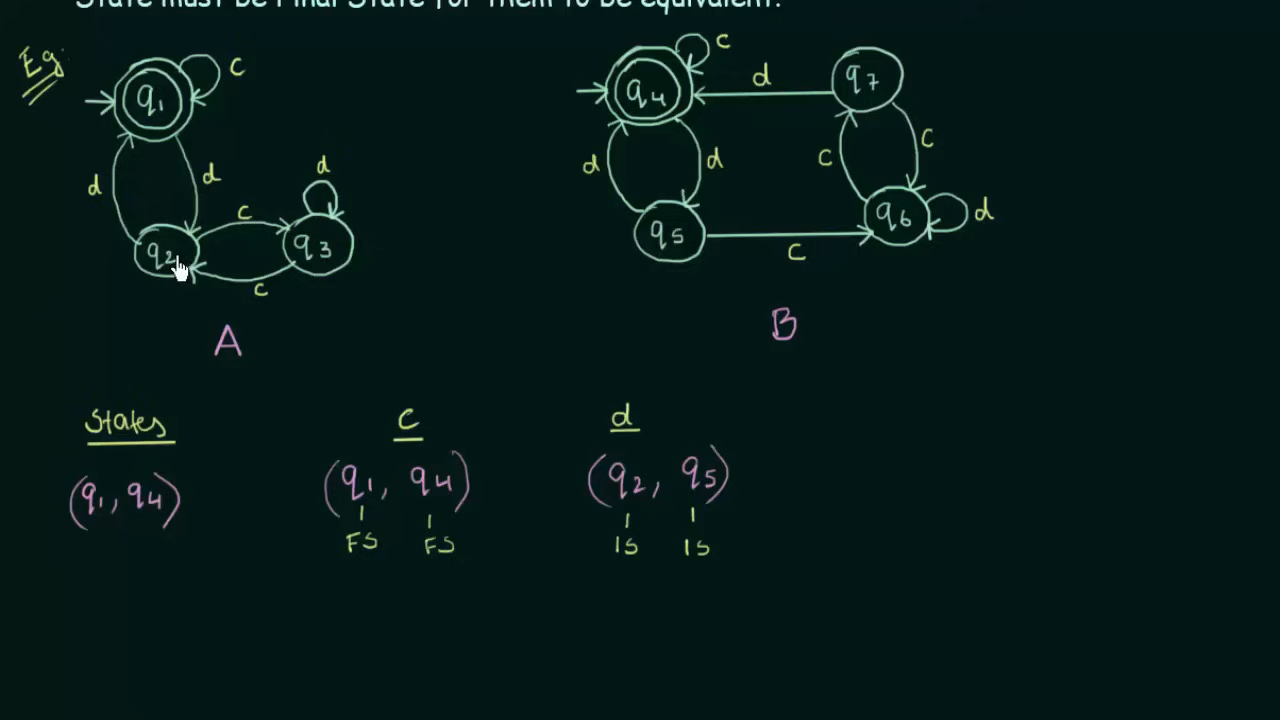 State must be Final State for them to be equivalent.
Eg:
q1 c q4 c d q7
d d c d d c c
q2 c q3 q5 c q6 d
c
A B
States c d
(q1, q4) (q1, q4) (q2, q5)
FS FS IS IS